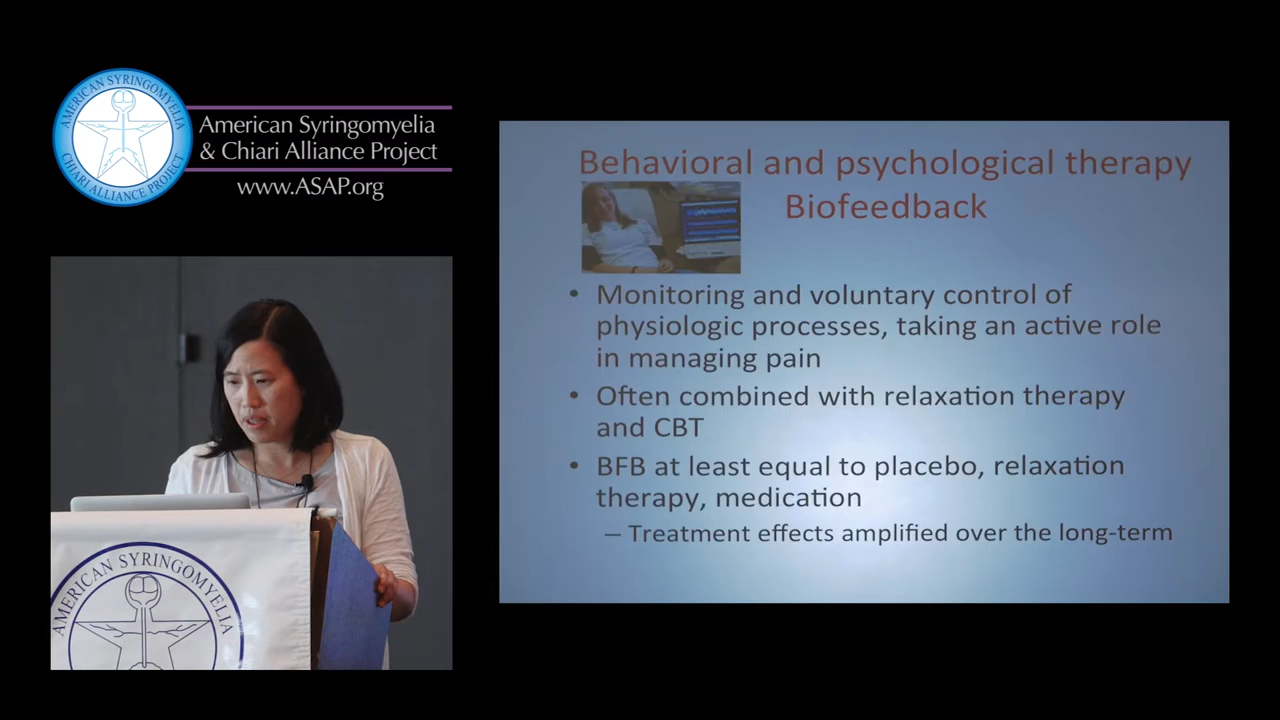 AMERICAN SYRINGOMYELIA
CHIARI ALLIANCE PROJECT
American Syringomyelia
& Chiari Alliance Project
www.ASAP.org
Behavioral and psychological therapy
Biofeedback
• Monitoring and voluntary control of
physiologic processes, taking an active role
in managing pain
• Often combined with relaxation therapy
and CBT
• BFB at least equal to placebo, relaxation
therapy, medication
– Treatment effects amplified over the long-term
AMERICAN SYRINGOMYELIA